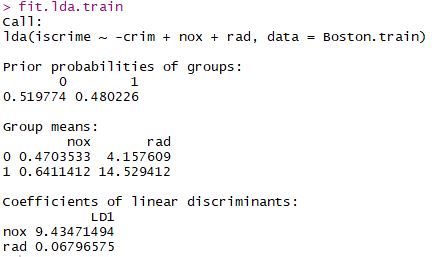 > fit.lda.train
Call:
lda(iscrime ~ -crim + nox + rad, data = Boston.train)
Prior probabilities of groups:
0 1
0.519774 0.480226
Group means:
nox rad
0 0.4703533 4.157609
1 0.6411412 14.529412
Coefficients of linear discriminants:
LD1
nox 9.43471494
rad 0.06796575